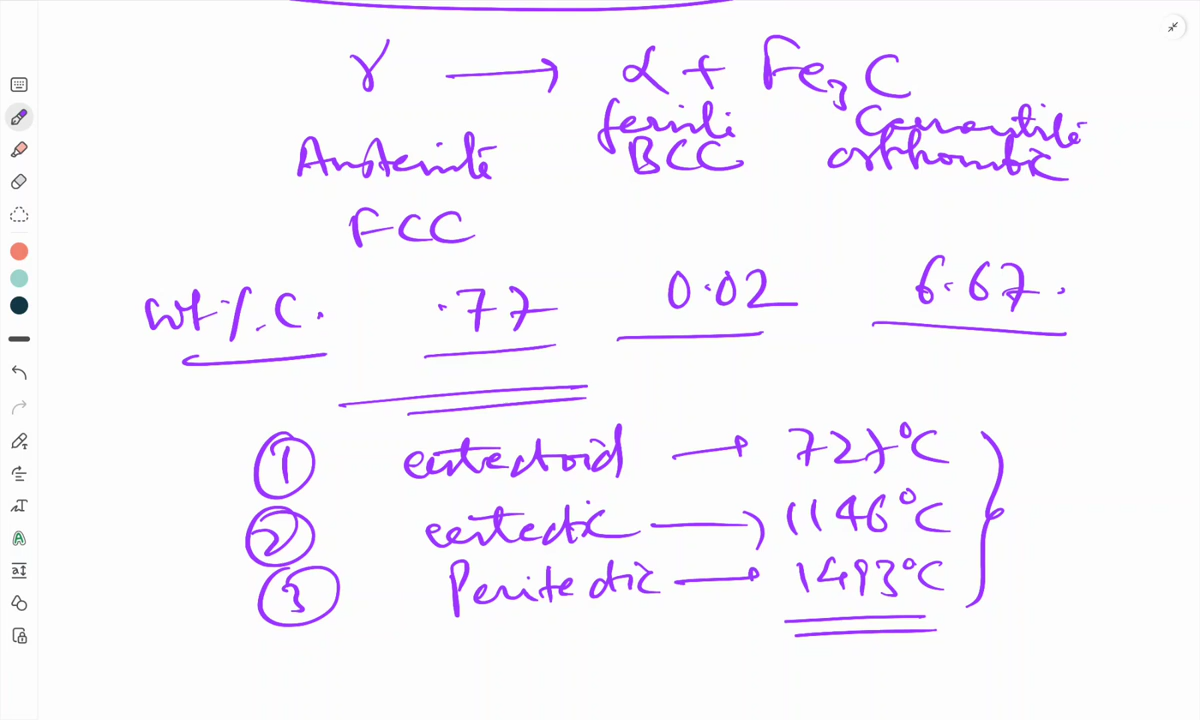 γ → α + Fe3C
Austenite ferrite Cementite
BCC orthorombic
FCC
wt%.C. .77 0.02 6.67.
① eutectoid → 727°C
② eutectic → 1146°C
③ Peritectic → 1493°C